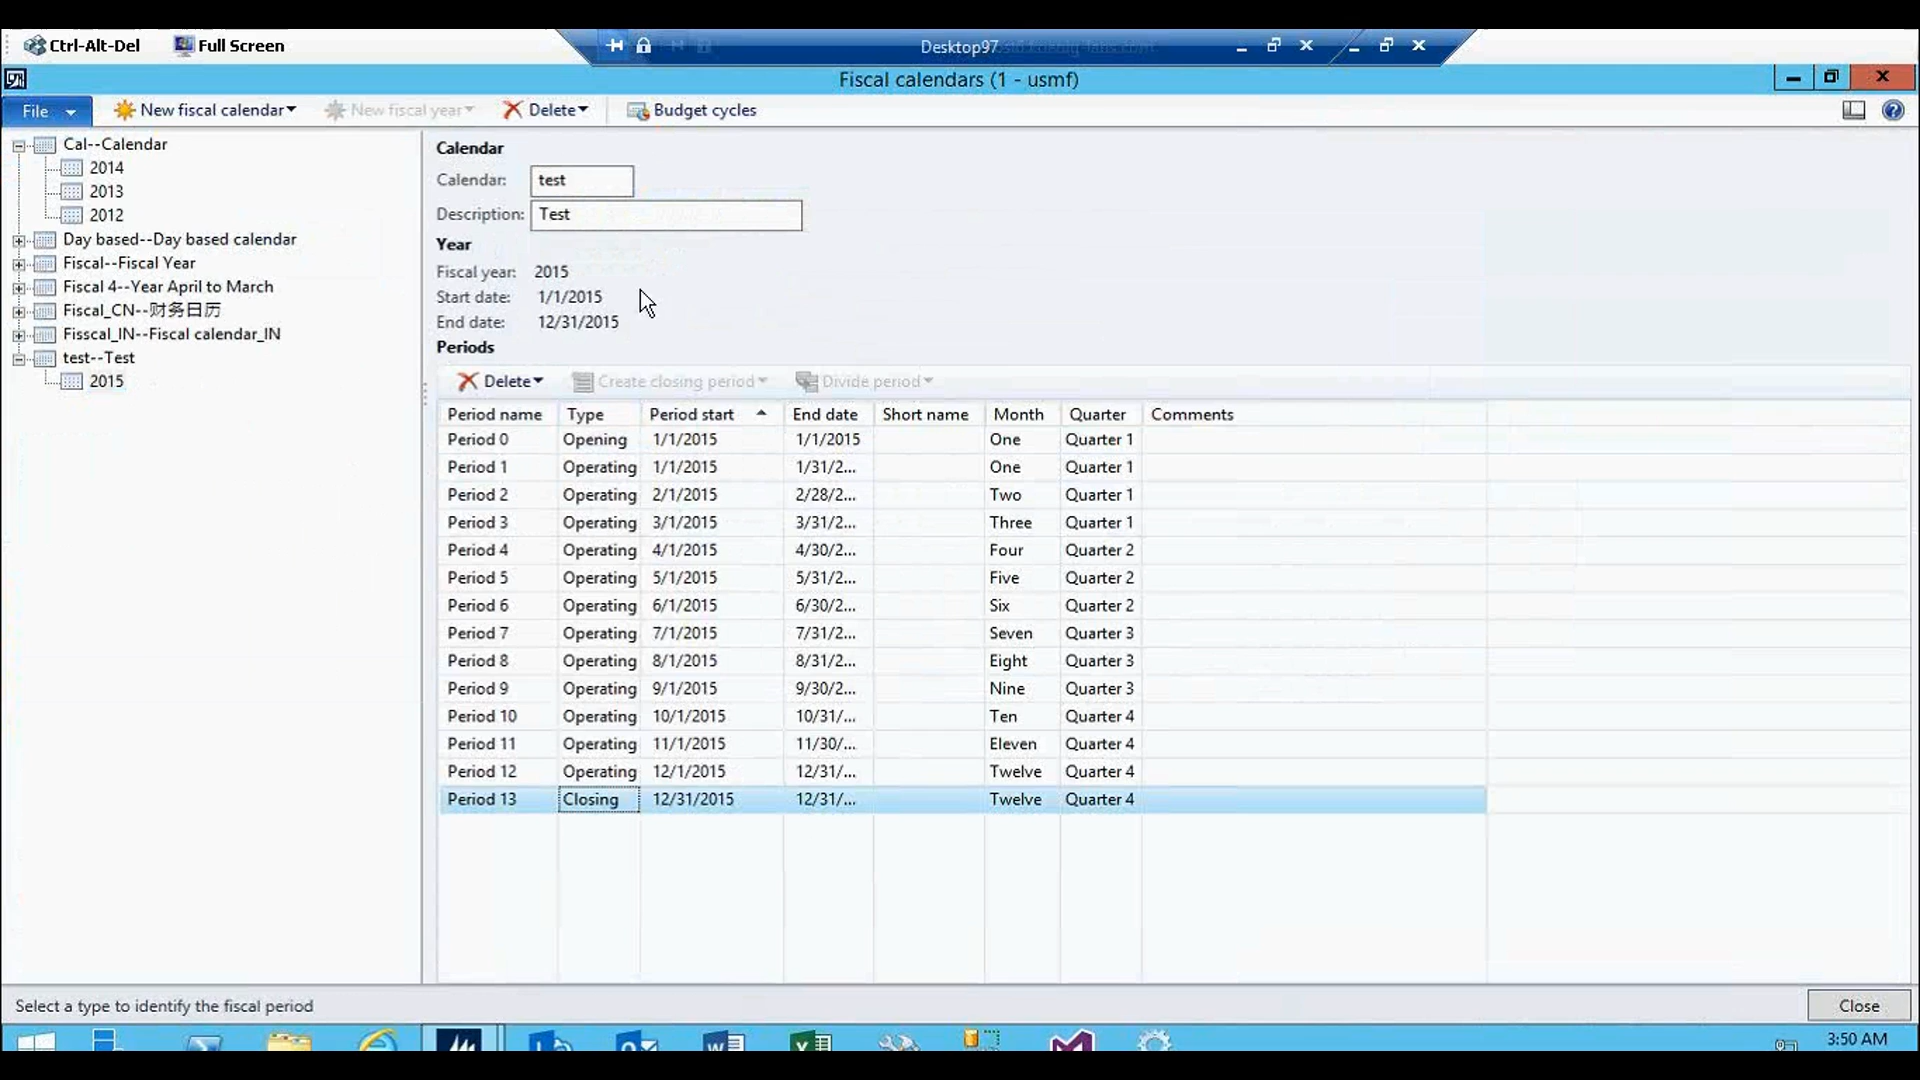 Ctrl-Alt-Del Full Screen Desktop97
Fiscal calendars (1 - usmf)
File New fiscal calendar New fiscal year Delete Budget cycles
Cal--Calendar
2014
2013
2012
Day based--Day based calendar
Fiscal--Fiscal Year
Fiscal 4--Year April to March
Fiscal_CN--财务日历
Fisscal_IN--Fiscal calendar_IN
test--Test
2015
Calendar
Calendar: test
Description: Test
Year
Fiscal year: 2015
Start date: 1/1/2015
End date: 12/31/2015
Periods
Delete Create closing period Divide period
Period name Type Period start End date Short name Month Quarter Comments
Period 0 Opening 1/1/2015 1/1/2015 One Quarter 1
Period 1 Operating 1/1/2015 1/31/2... One Quarter 1
Period 2 Operating 2/1/2015 2/28/2... Two Quarter 1
Period 3 Operating 3/1/2015 3/31/2... Three Quarter 1
Period 4 Operating 4/1/2015 4/30/2... Four Quarter 2
Period 5 Operating 5/1/2015 5/31/2... Five Quarter 2
Period 6 Operating 6/1/2015 6/30/2... Six Quarter 2
Period 7 Operating 7/1/2015 7/31/2... Seven Quarter 3
Period 8 Operating 8/1/2015 8/31/2... Eight Quarter 3
Period 9 Operating 9/1/2015 9/30/2... Nine Quarter 3
Period 10 Operating 10/1/2015 10/31/... Ten Quarter 4
Period 11 Operating 11/1/2015 11/30/... Eleven Quarter 4
Period 12 Operating 12/1/2015 12/31/... Twelve Quarter 4
Period 13 Closing 12/31/2015 12/31/... Twelve Quarter 4
Select a type to identify the fiscal period Close
3:50 AM